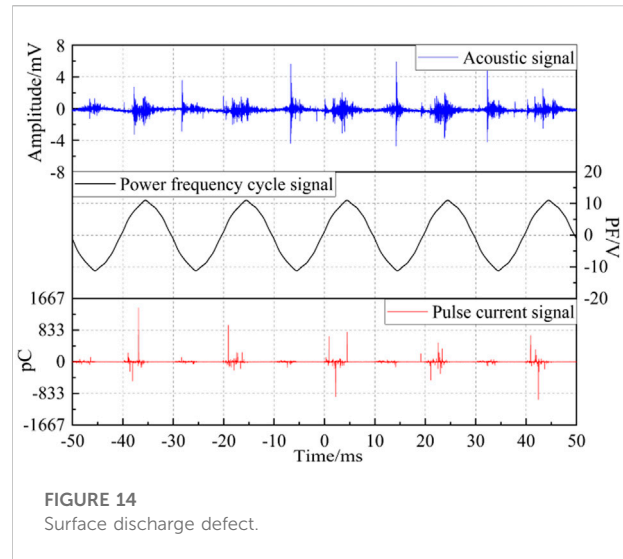 8
4
0
-4
-8
Amplitude/mV
Acoustic signal
20
10
0
-10
-20
PF/V
Power frequency cycle signal
1667
833
0
-833
-1667
pC
Pulse current signal
-50 -40 -30 -20 -10 0 10 20 30 40 50
Time/ms
FIGURE 14
Surface discharge defect.